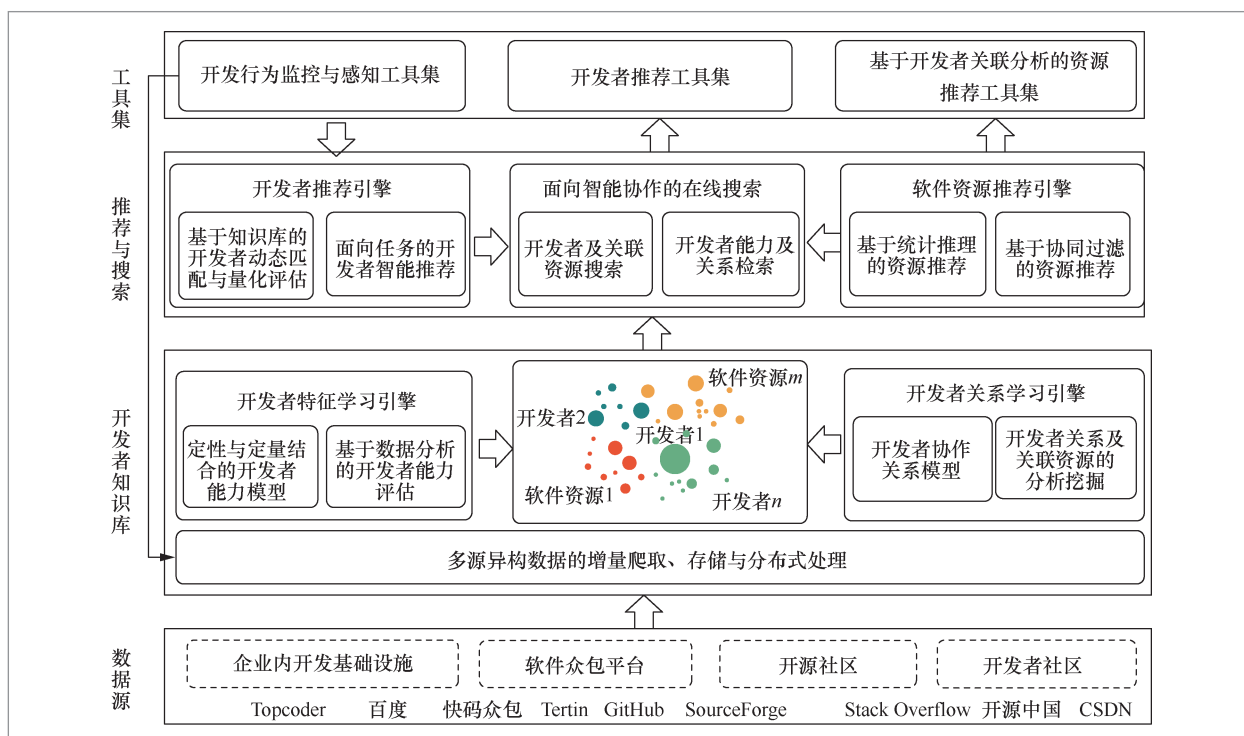 工具集
开发行为监控与感知工具集
开发者推荐工具集
基于开发者关联分析的资源
推荐工具集
推荐与搜索
开发者推荐引擎
基于知识库的
开发者动态匹
配与量化评估
面向任务的开
发者智能推荐
面向智能协作的在线搜索
开发者及关联
资源搜索
开发者能力及
关系检索
软件资源推荐引擎
基于统计推理
的资源推荐
基于协同过滤
的资源推荐
开发者知识库
开发者特征学习引擎
定性与定量结
合的开发者
能力模型
基于数据分析
的开发者能力
评估
软件资源m
开发者2
开发者1
软件资源1
开发者n
开发者关系学习引擎
开发者协作
关系模型
开发者关系及
关联资源的
分析挖掘
多源异构数据的增量爬取、存储与分布式处理
数据源
企业内开发基础设施
软件众包平台
开源社区
开发者社区
Topcoder 百度 快码众包 Tertin GitHub SourceForge Stack Overflow 开源中国 CSDN